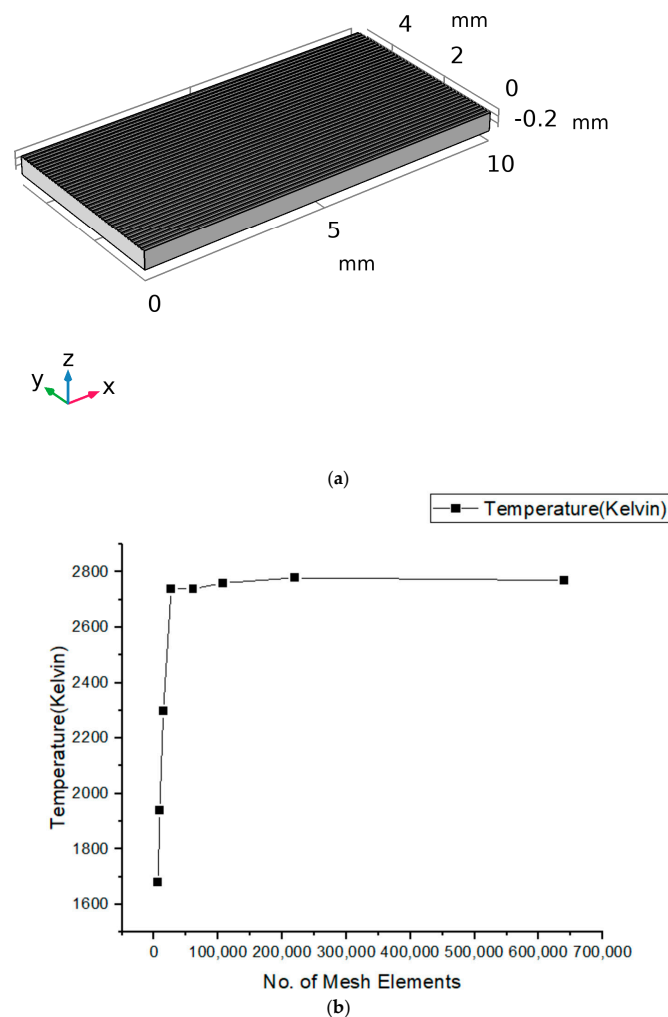 4 mm
2
0
-0.2 mm
10
5
mm
0
z
y x
(a)
Temperature(Kelvin)
2800
2600
2400
2200
2000
1800
1600
Temperature(Kelvin)
0 100,000 200,000 300,000 400,000 500,000 600,000 700,000
No. of Mesh Elements
(b)